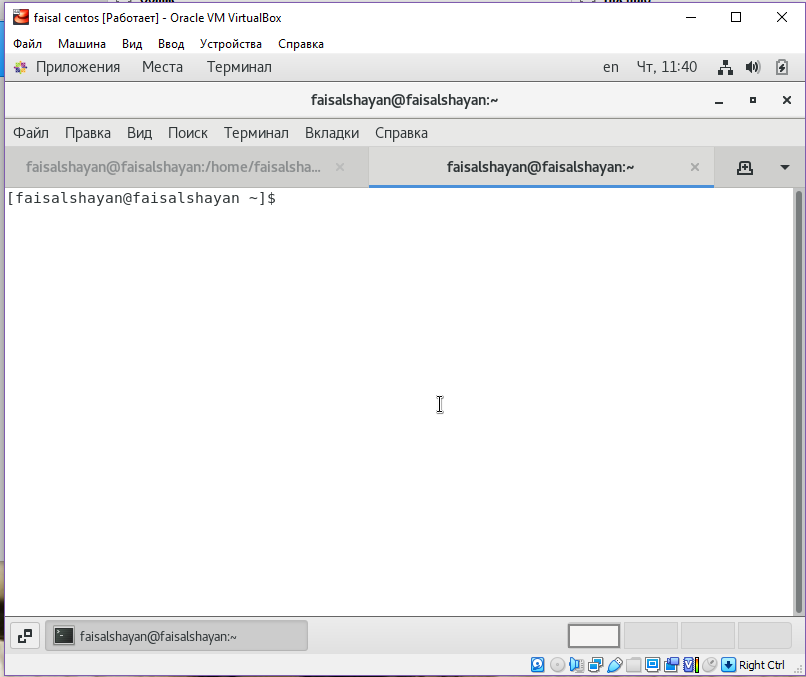 faisal centos [Работает] - Oracle VM VirtualBox
Файл Машина Вид Ввод Устройства Справка
Приложения Места Терминал en Чт, 11:40
faisalshayan@faisalshayan:~
Файл Правка Вид Поиск Терминал Вкладки Справка
faisalshayan@faisalshayan:/home/faisalsha... faisalshayan@faisalshayan:~
[faisalshayan@faisalshayan ~]$
faisalshayan@faisalshayan:~
Right Ctrl